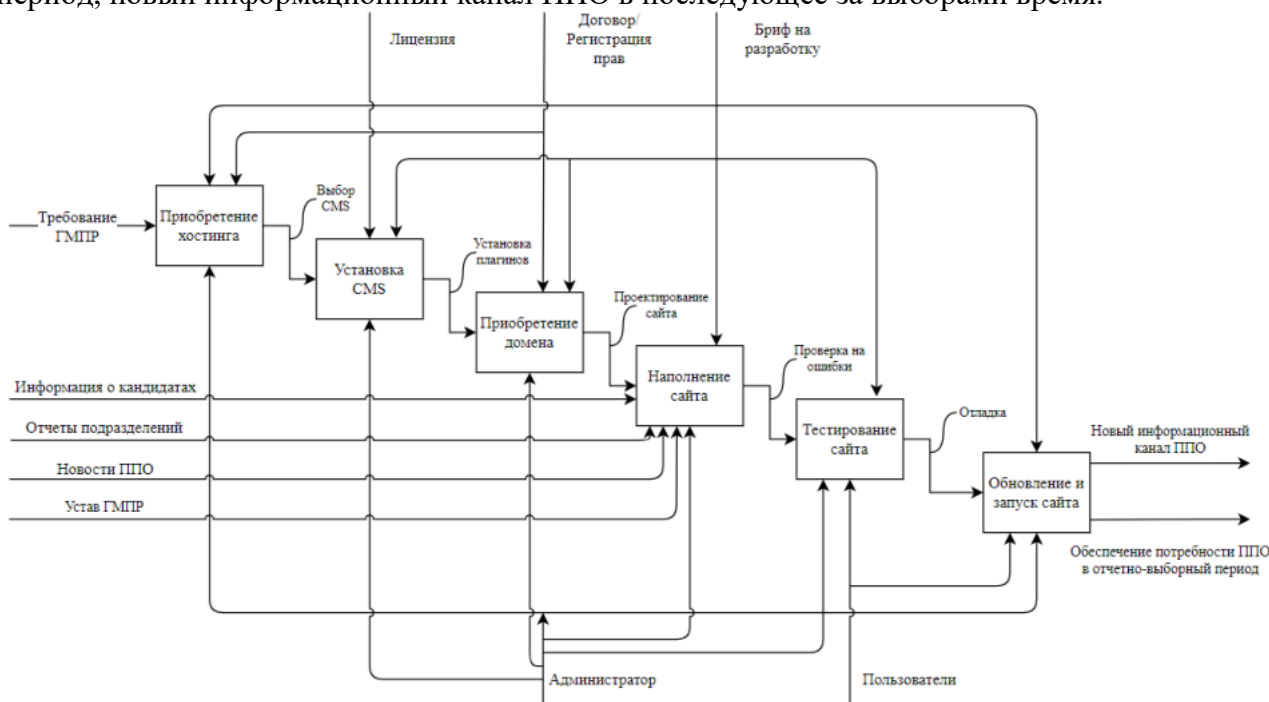 период, новый информационный канал ППО в последующее за выборами время.
Лицензия
Договор/
Регистрация
прав
Бриф на
разработку
Требование
ГМПР
Приобретение
хостинга
Выбор
CMS
Установка
CMS
Установка
плагинов
Приобретение
домена
Проектирование
сайта
Информация о кандидатах
Наполнение
сайта
Проверка на
ошибки
Отчеты подразделений
Тестирование
сайта
Отладка
Новый информационный
канал ППО
Новости ППО
Обновление и
запуск сайта
Устав ГМПР
Обеспечение потребности ППО
в отчетно-выборный период
Администратор
Пользователи